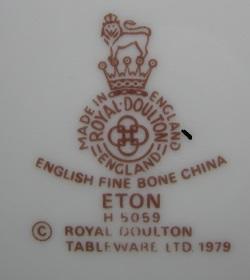 MADE IN ENGLAND
ROYAL·DOULTON
ENGLAND
ENGLISH FINE BONE CHINA
ETON
H 5059
© ROYAL DOULTON
TABLEWARE LTD. 1979